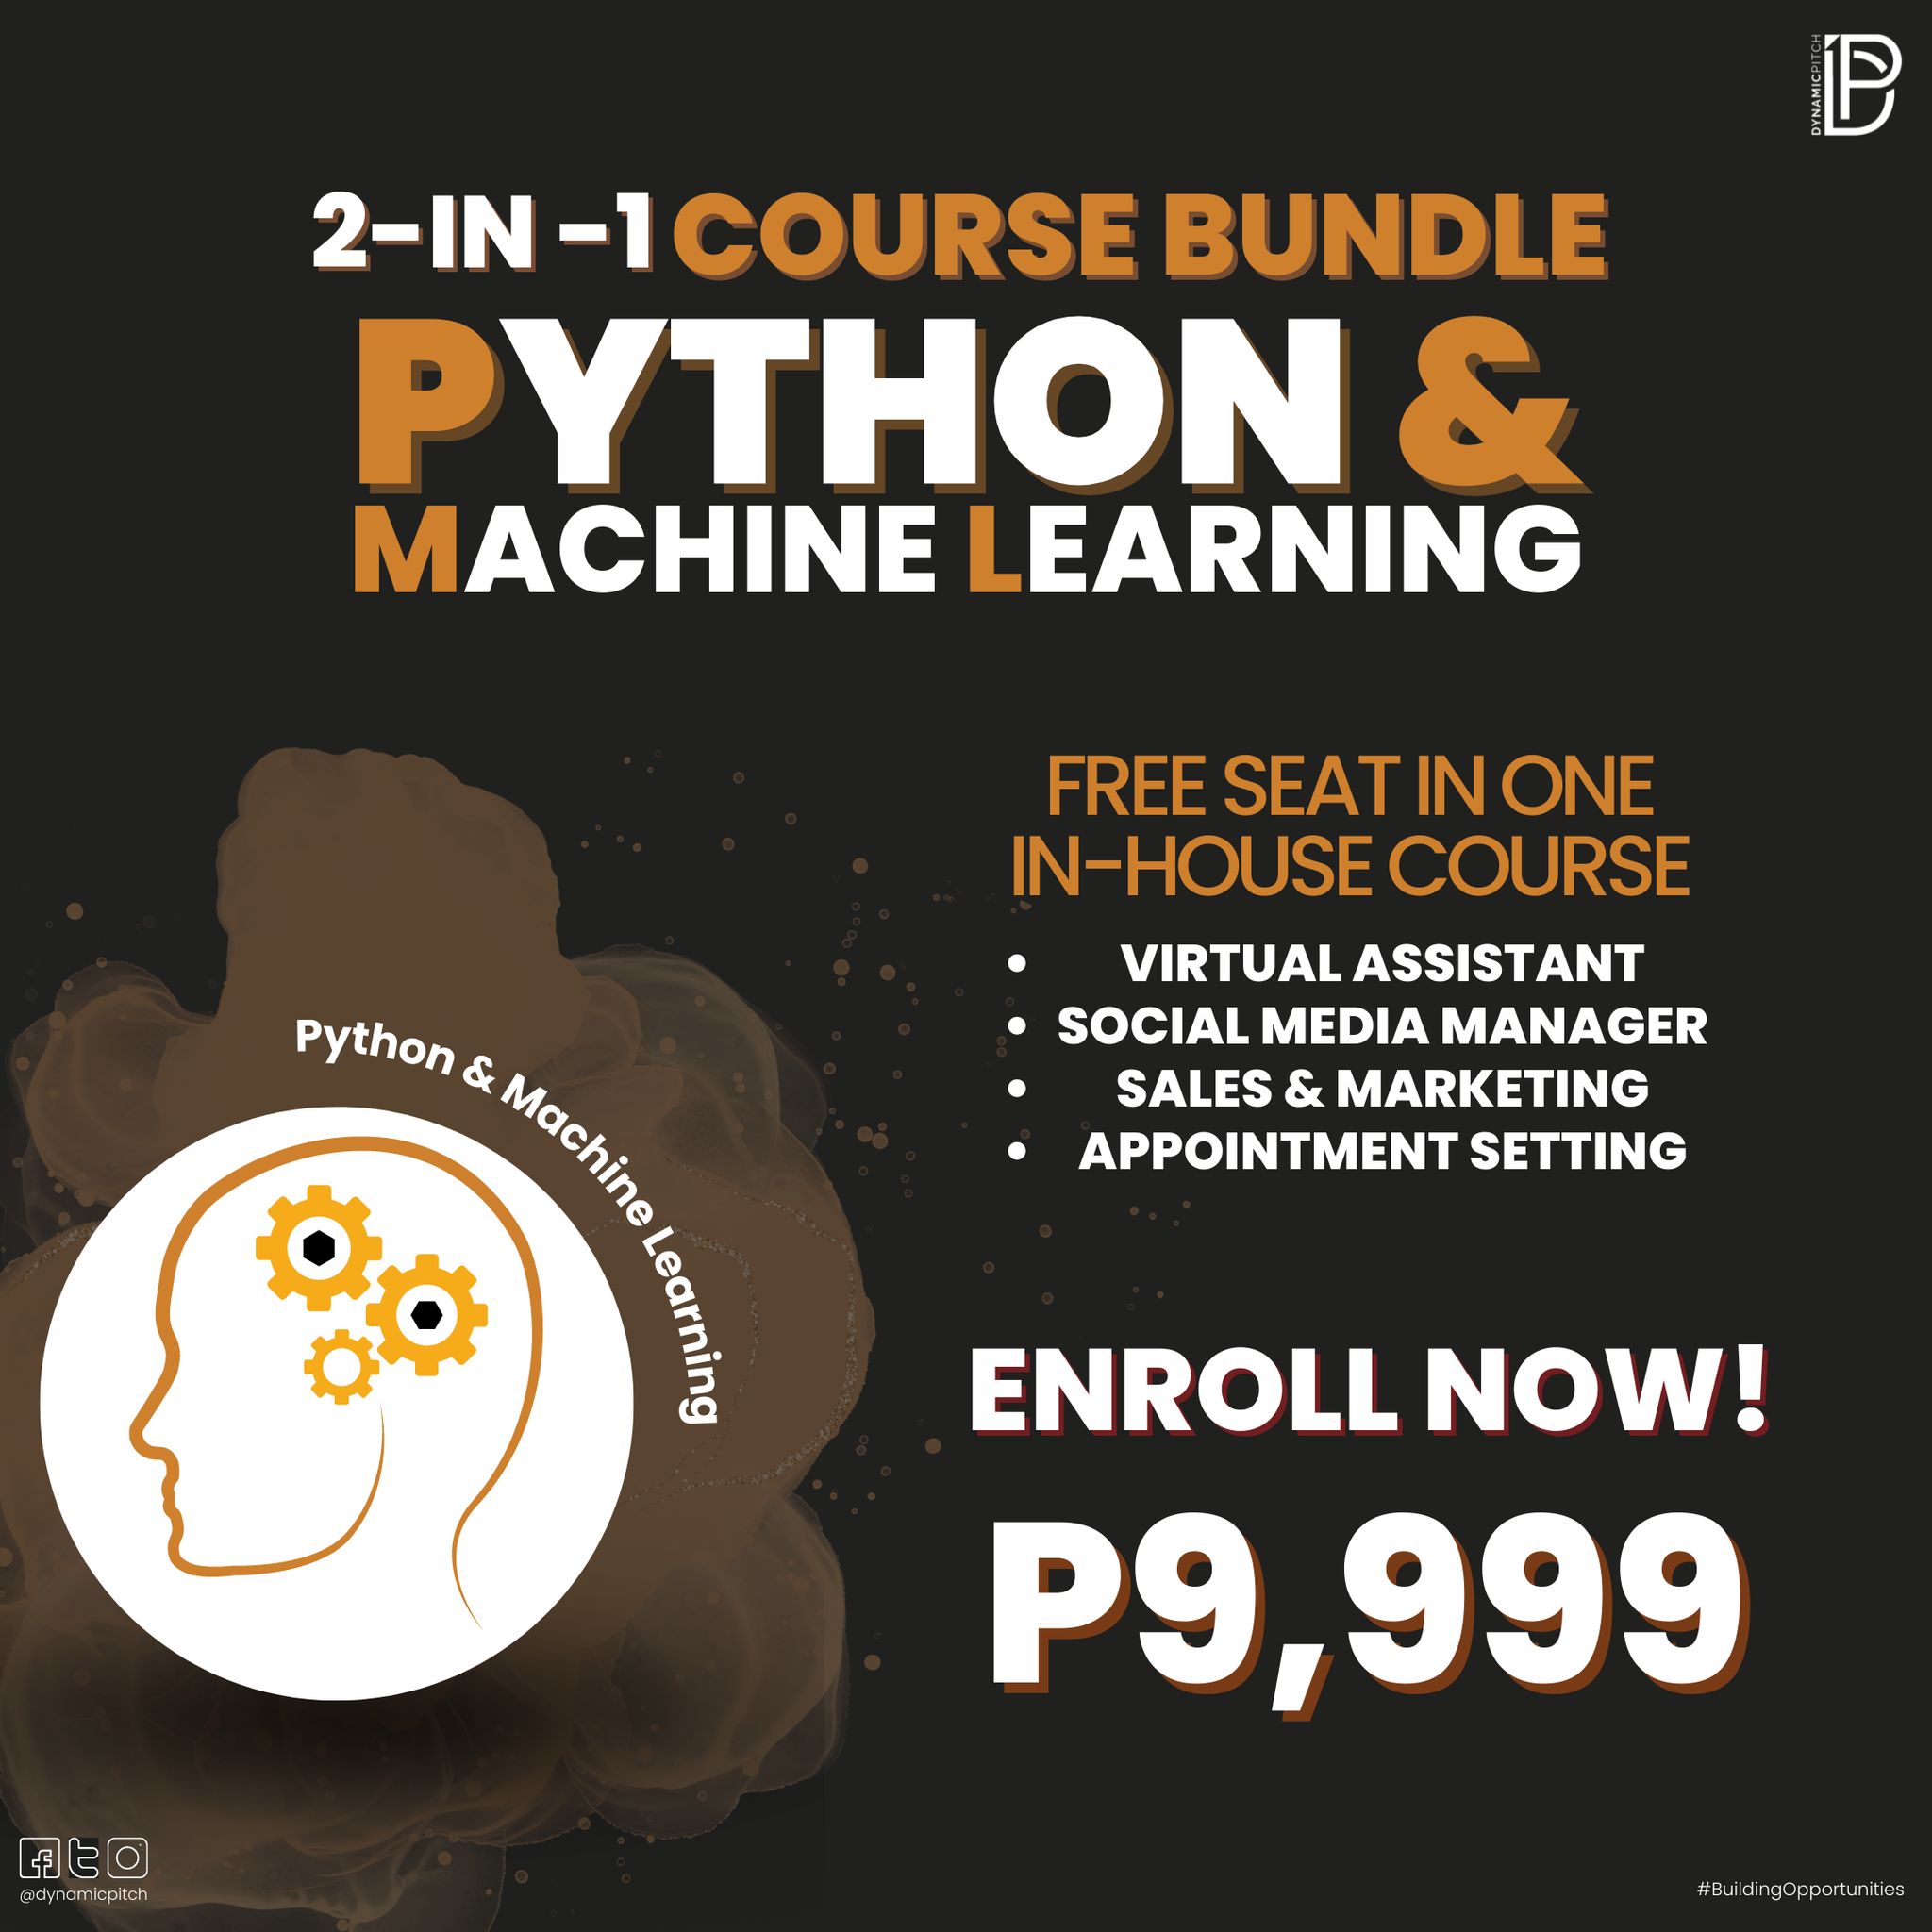 DYNAMICPITCH
2-IN -1 COURSE BUNDLE
PYTHON &
MACHINE LEARNING
FREE SEAT IN ONE
IN-HOUSE COURSE
• VIRTUAL ASSISTANT
• SOCIAL MEDIA MANAGER
• SALES & MARKETING
• APPOINTMENT SETTING
Python & Machine Learning
ENROLL NOW!
P9,999
@dynamicpitch
#BuildingOpportunities